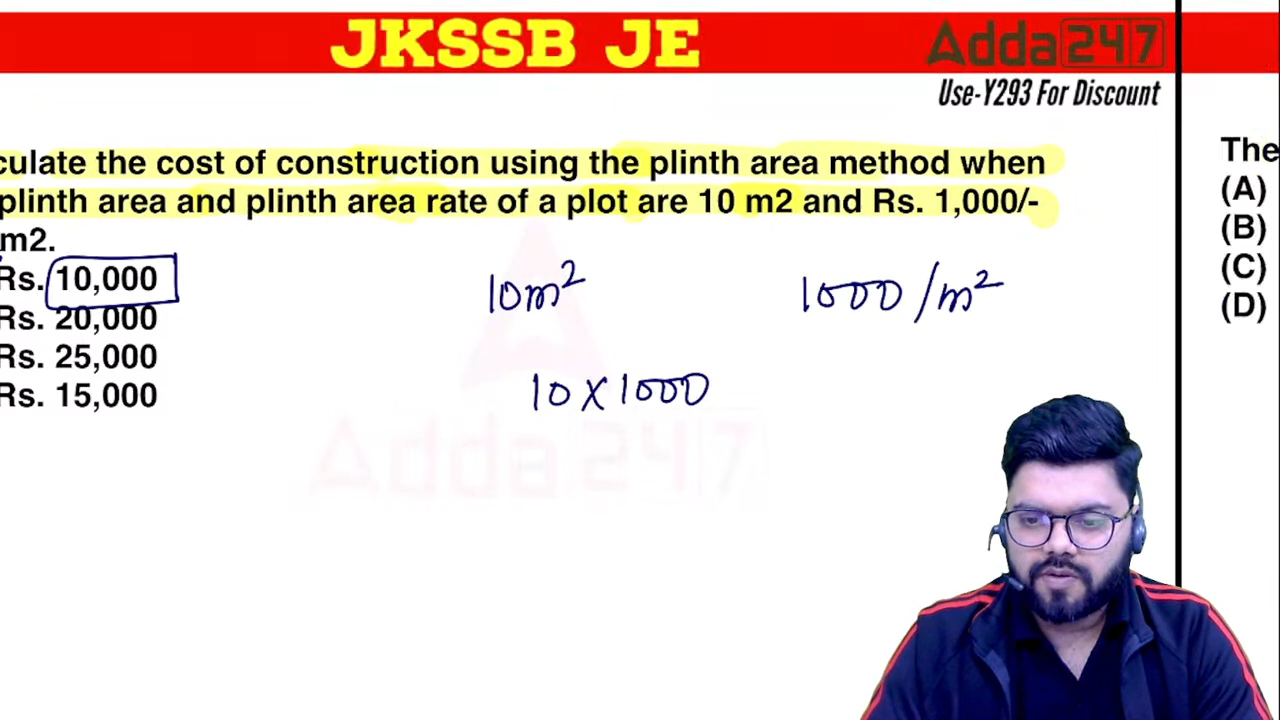 JKSSB JE
Adda247
Use-Y293 For Discount
culate the cost of construction using the plinth area method when
plinth area and plinth area rate of a plot are 10 m2 and Rs. 1,000/-
m2.
Rs. 10,000
Rs. 20,000
Rs. 25,000
Rs. 15,000
10m² 1000/m²
10 x 1000
Adda247
The
(A)
(B)
(C)
(D)